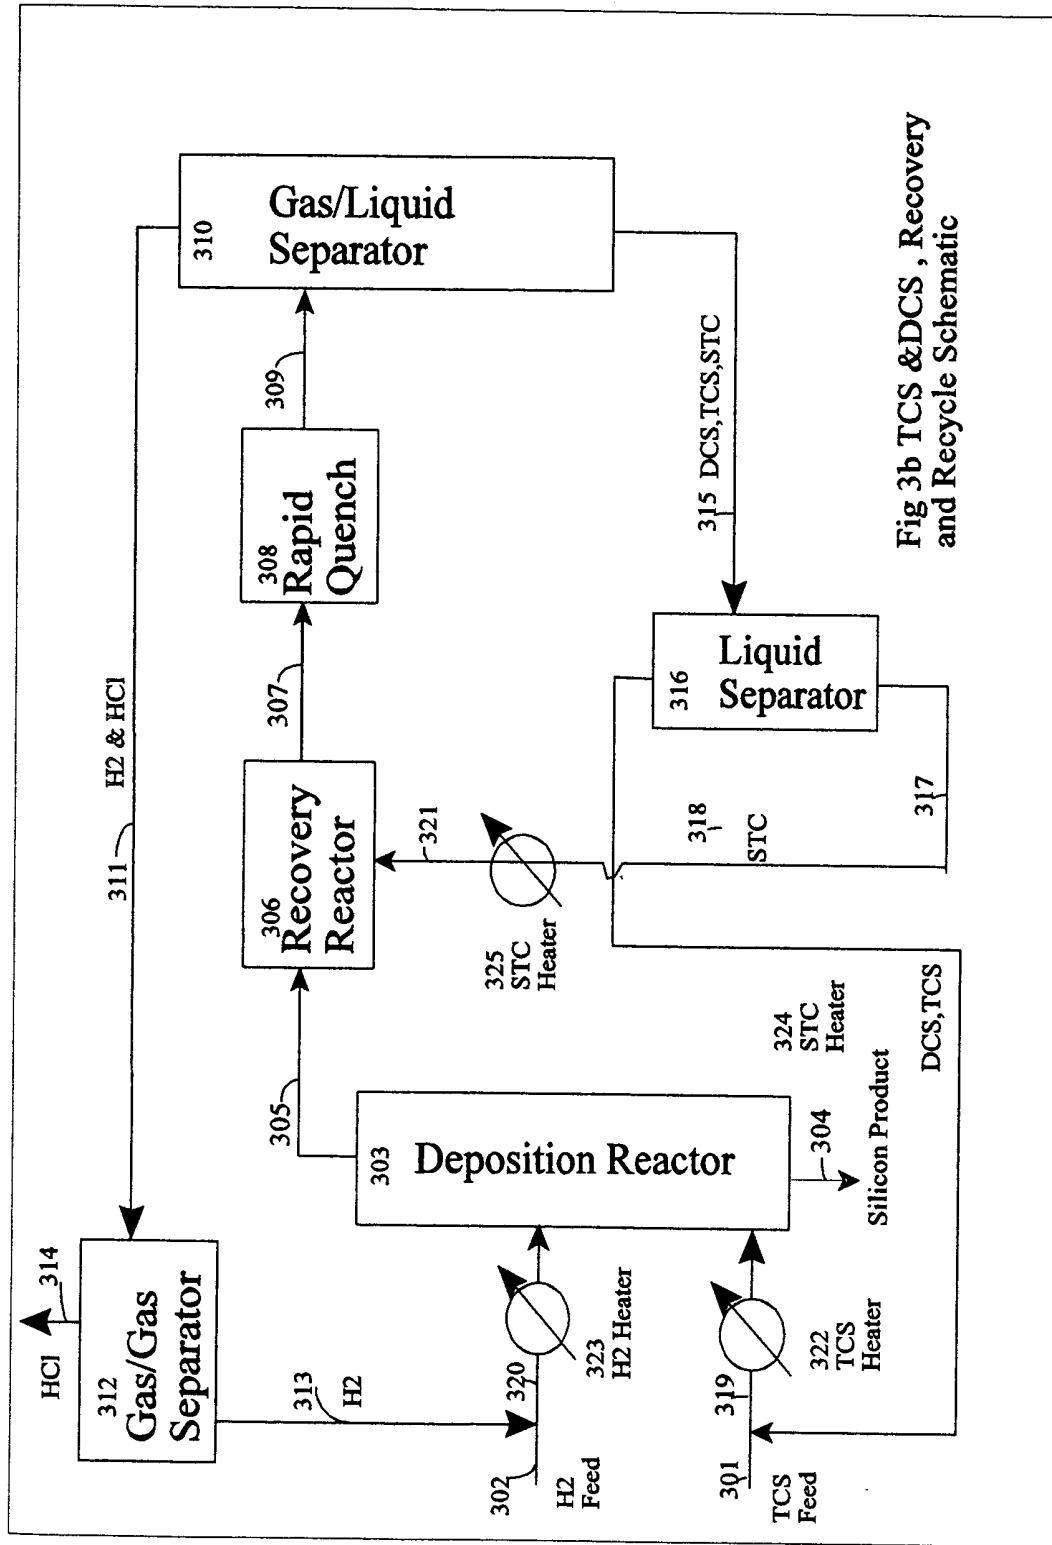 HCl
314
312
Gas/Gas
Separator
311
H2 & HCl
310
Gas/Liquid
Separator
313
H2
305
306
Recovery
Reactor
307
308
Rapid
Quench
309
321
325
STC
Heater
303
Deposition Reactor
302
H2
Feed
320
323
H2 Heater
301
TCS
Feed
319
322
TCS
Heater
304
Silicon Product
324
STC
Heater
318
STC
316
Liquid
Separator
315 DCS,TCS,STC
317
DCS,TCS
Fig 3b TCS &DCS , Recovery
and Recycle Schematic